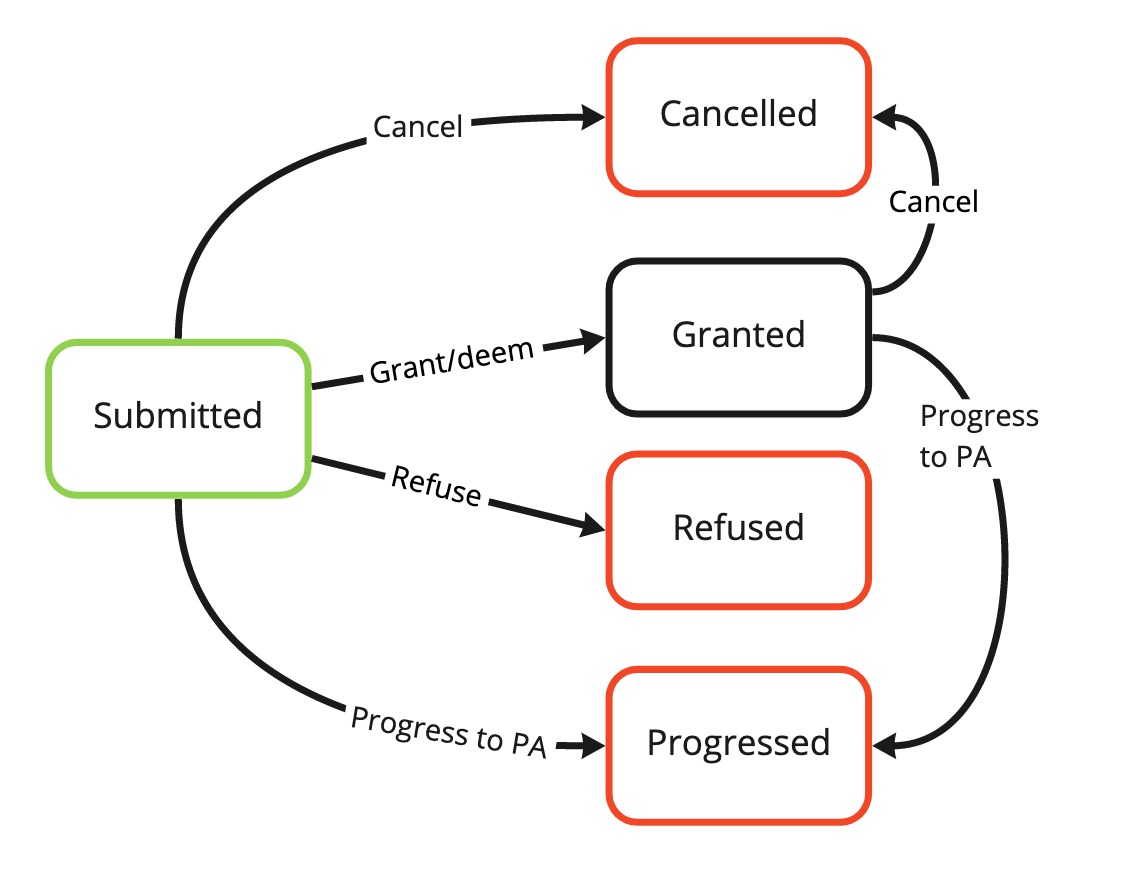 Cancelled
Cancel
Cancel
Granted
Grant/deem
Submitted
Progress
to PA
Refuse
Refused
Progress to PA
Progressed